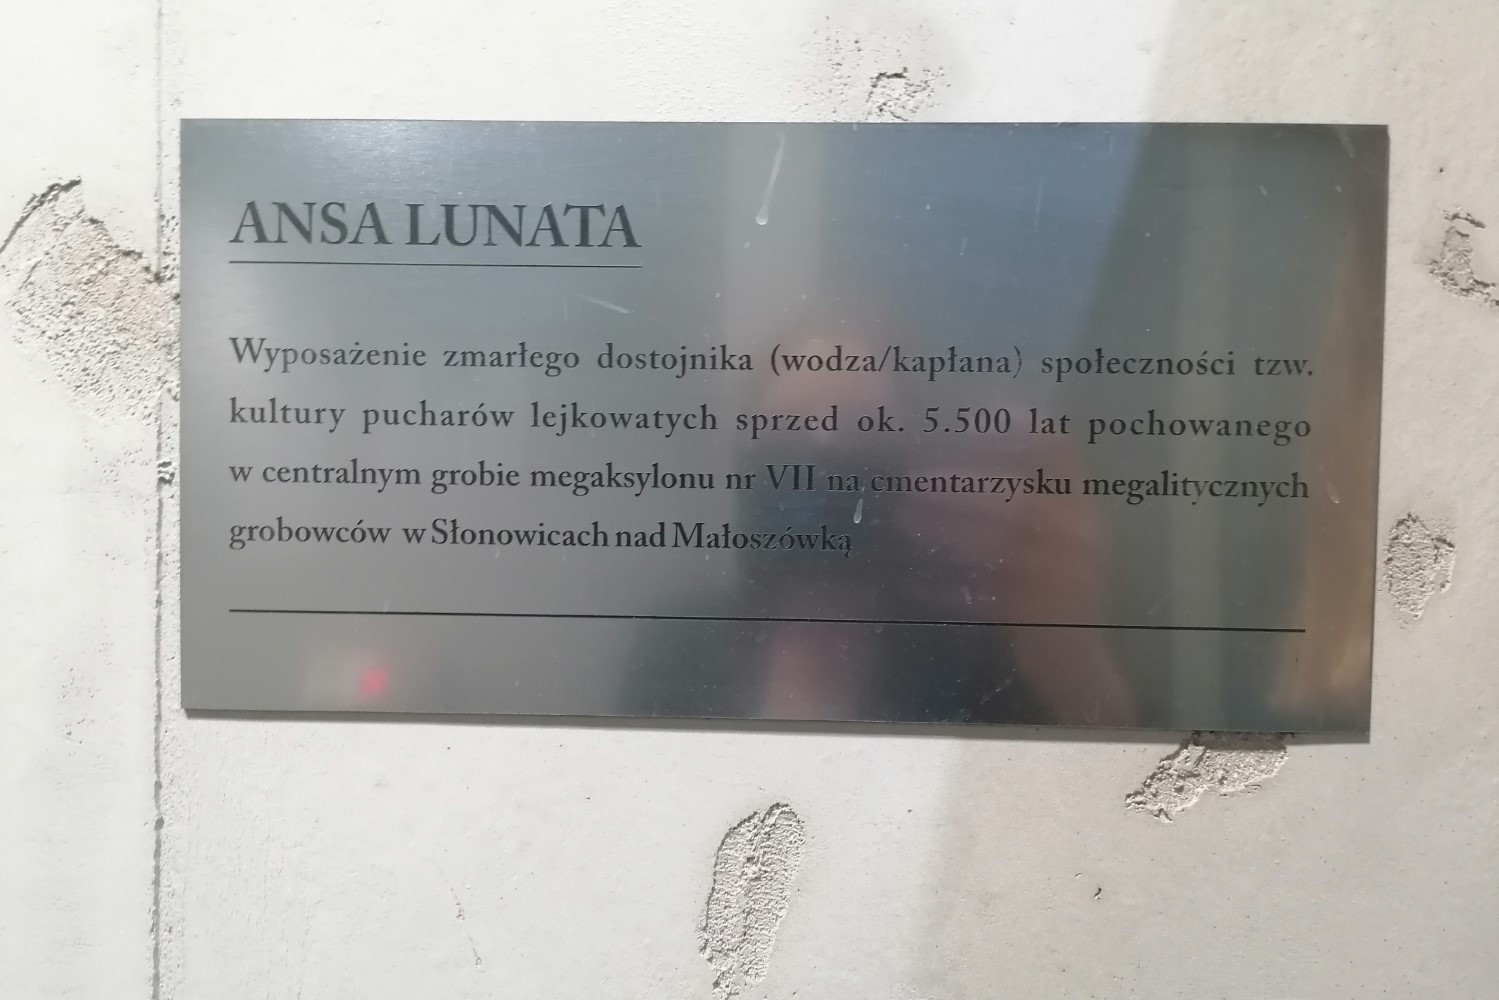 ANSA LUNATA
Wyposażenie zmarłego dostojnika (wodza/kapłana) społeczności tzw.
kultury pucharów lejkowatych sprzed ok. 5.500 lat pochowanego
w centralnym grobie megaksylonu nr VII na cmentarzysku megalitycznych
grobowców w Słonowicach nad Małoszówką